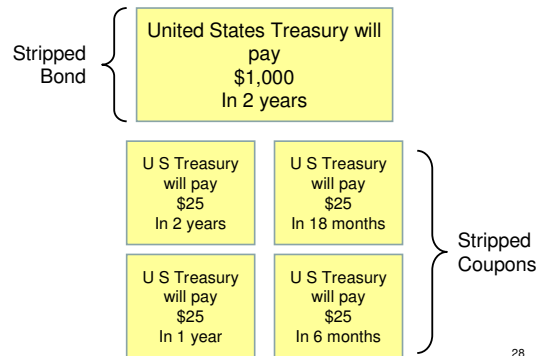 United States Treasury will
pay
$1,000
In 2 years
Stripped
Bond
U S Treasury
will pay
$25
In 2 years
U S Treasury
will pay
$25
In 18 months
U S Treasury
will pay
$25
In 1 year
U S Treasury
will pay
$25
In 6 months
Stripped
Coupons
28